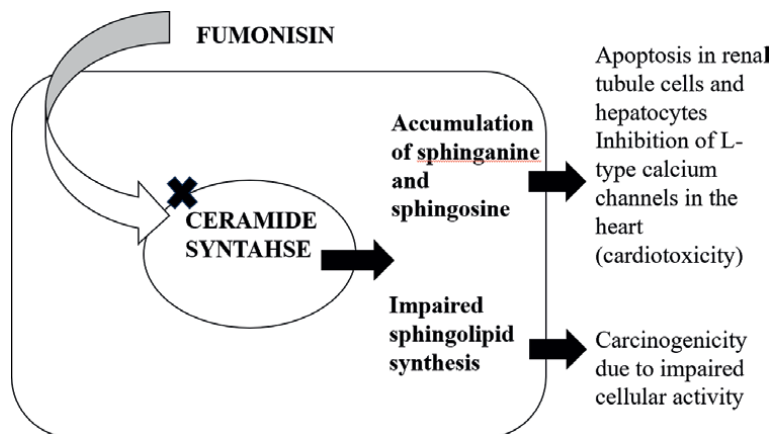 FUMONISIN
CERAMIDE
SYNTAHSE
Accumulation
of sphinganine
and
sphingosine
Impaired
sphingolipid
synthesis
Apoptosis in renal
tubule cells and
hepatocytes
Inhibition of L-
type calcium
channels in the
heart
(cardiotoxicity)
Carcinogenicity
due to impaired
cellular activity